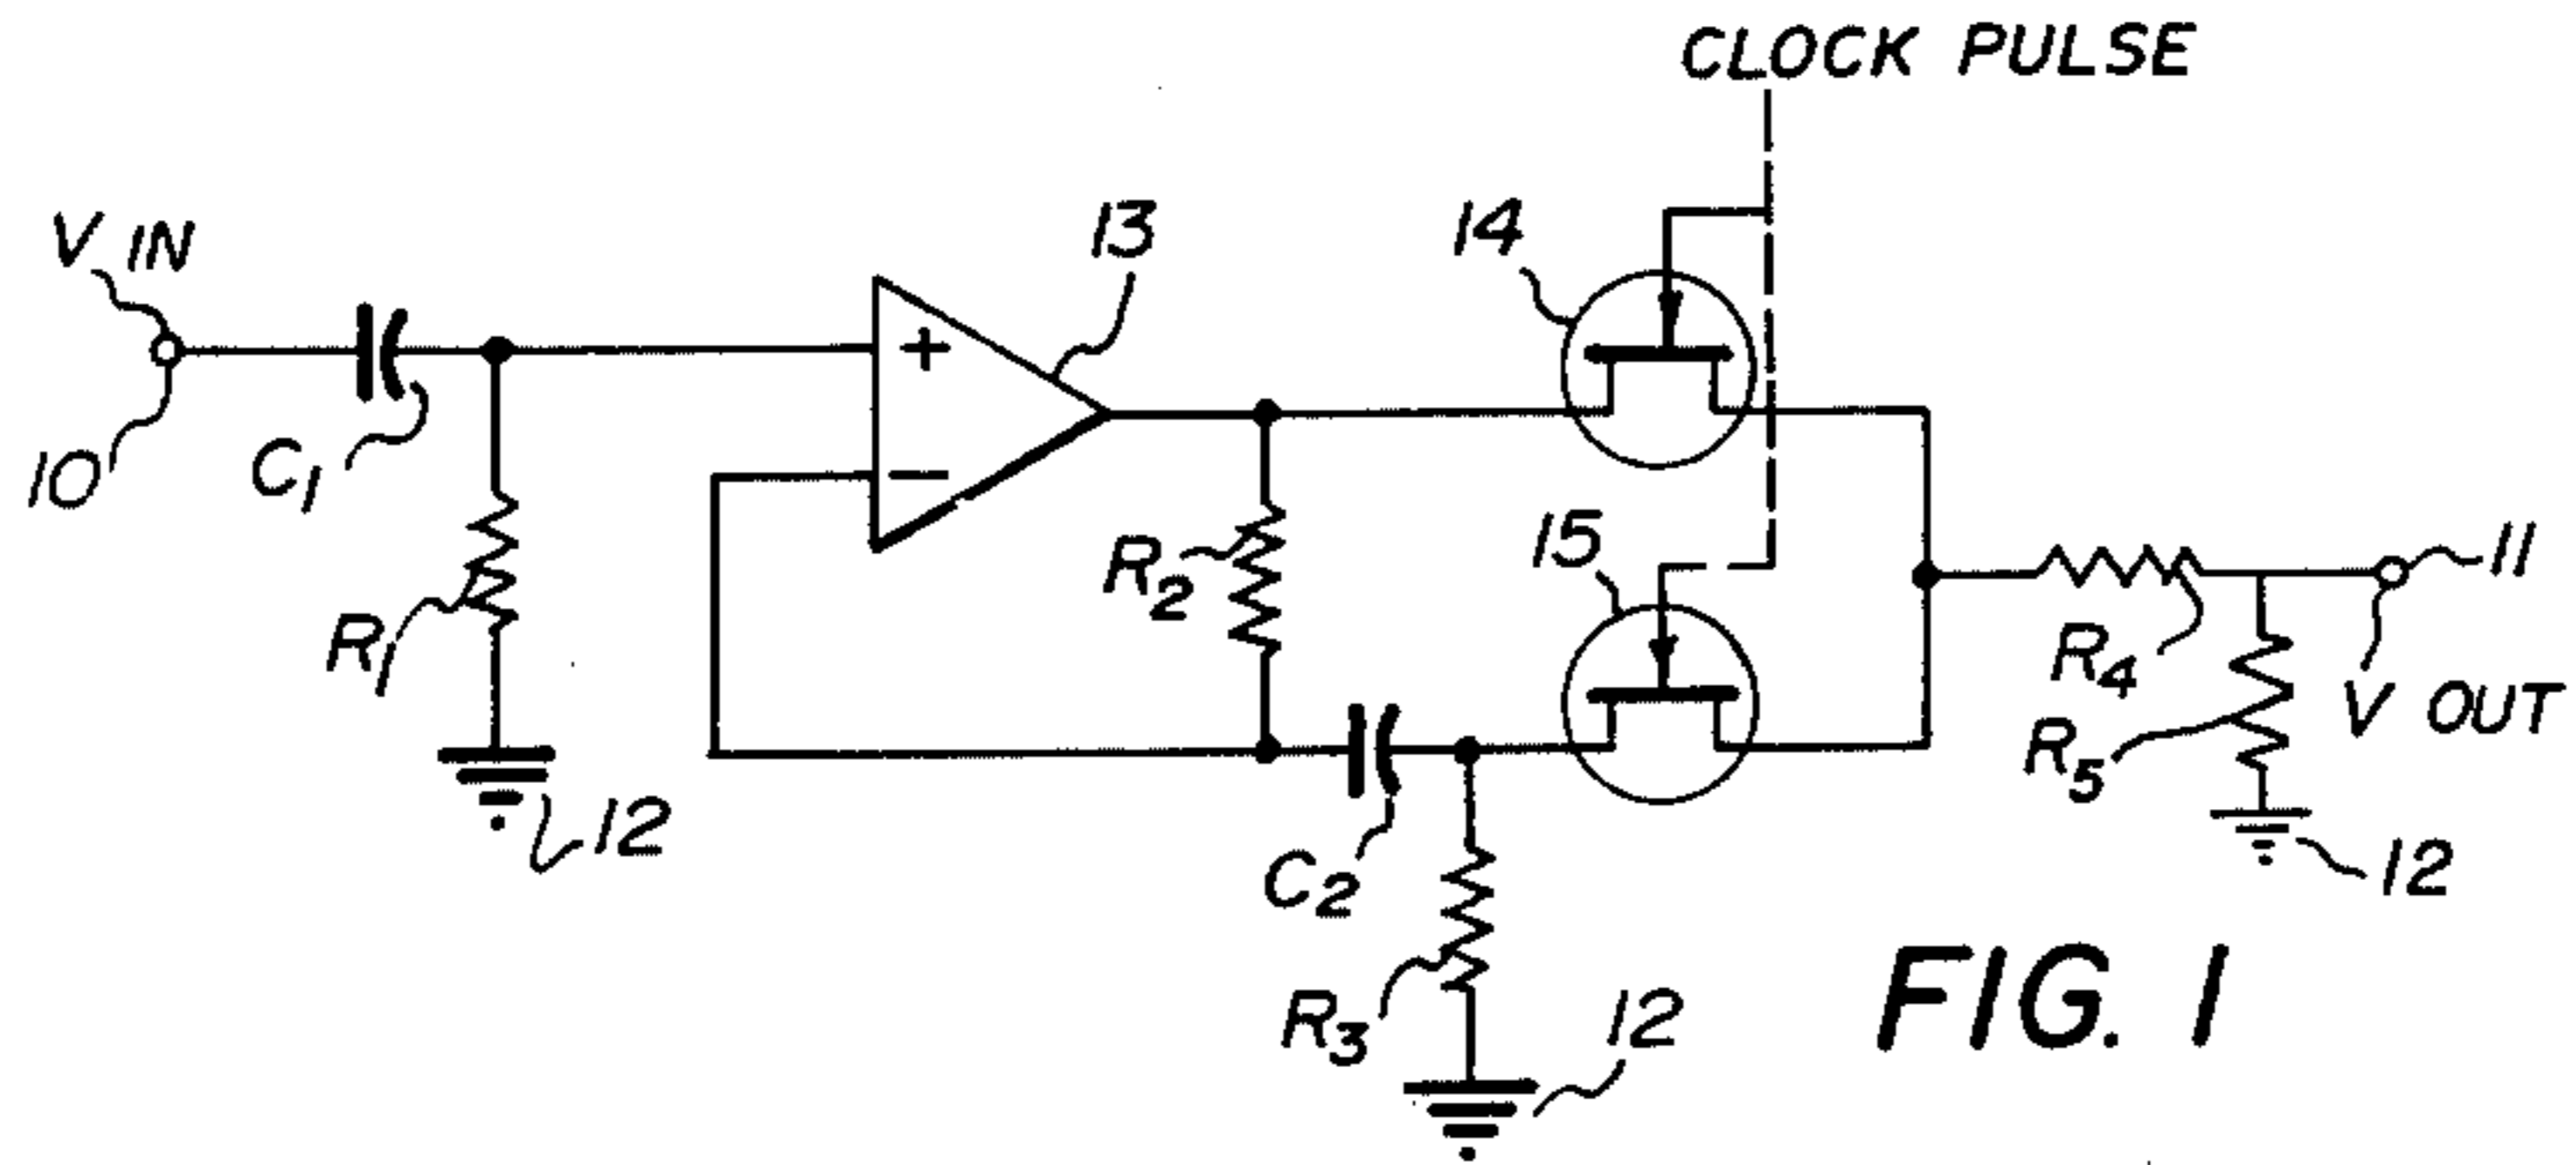 CLOCK PULSE
V IN
13
14
10
C1
R1
R2
15
11
R4
V OUT
R5
12
C2
12
R3
12
FIG. 1
+
−